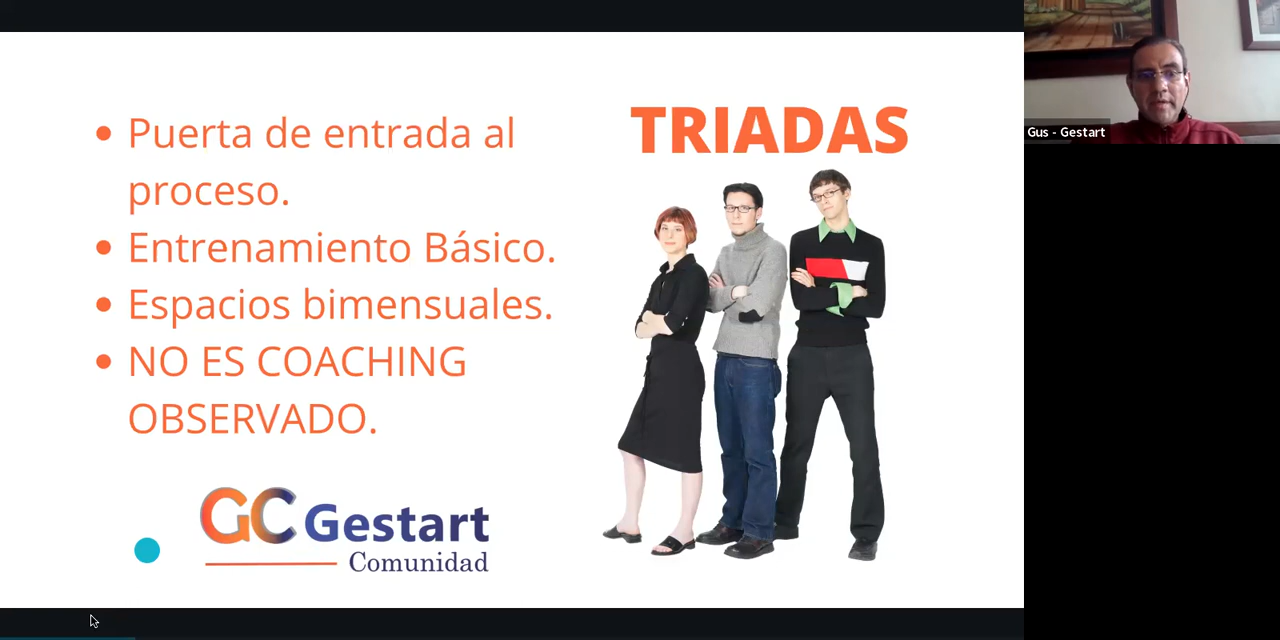 TRIADAS
• Puerta de entrada al
proceso.
• Entrenamiento Básico.
• Espacios bimensuales.
• NO ES COACHING
OBSERVADO.
GC Gestart
Comunidad
Gus - Gestart